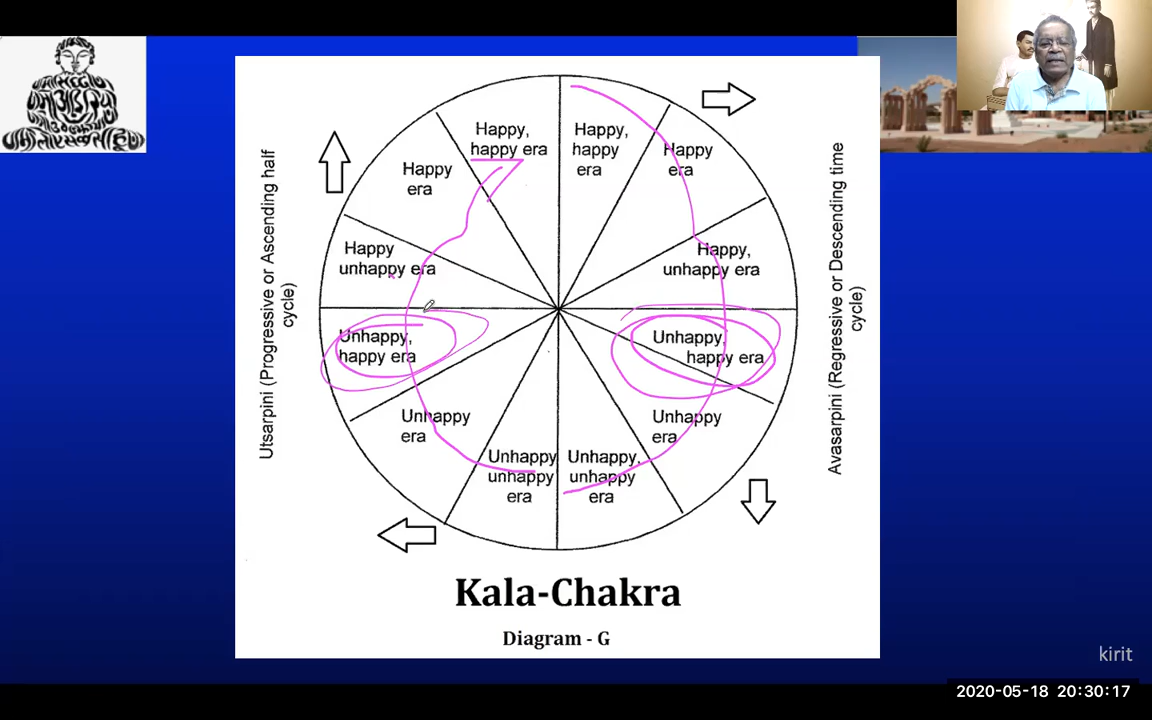 Utsarpini (Progressive or Ascending half
cycle)
Happy,
happy era
Happy,
happy
era
Happy
era
Happy
era
Happy
unhappy era
Happy,
unhappy era
Unhappy,
happy era
Unhappy,
happy era
Unhappy
era
Unhappy
era
Unhappy
unhappy
era
Unhappy,
unhappy
era
Avasarpini (Regressive or Descending time
cycle)
Kala-Chakra
Diagram - G
kirit
2020-05-18 20:30:17